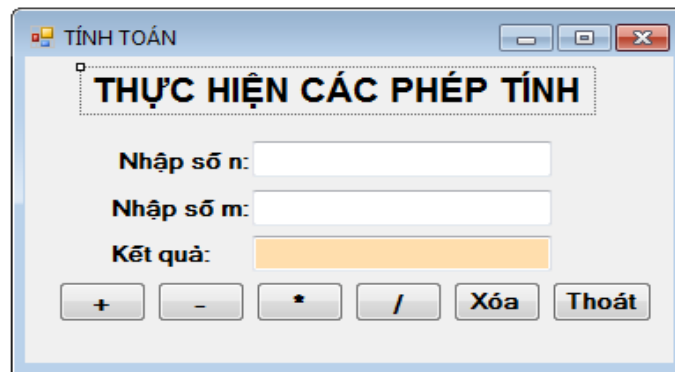 TÍNH TOÁN
THỰC HIỆN CÁC PHÉP TÍNH
Nhập số n:
Nhập số m:
Kết quả:
+ - * / Xóa Thoát